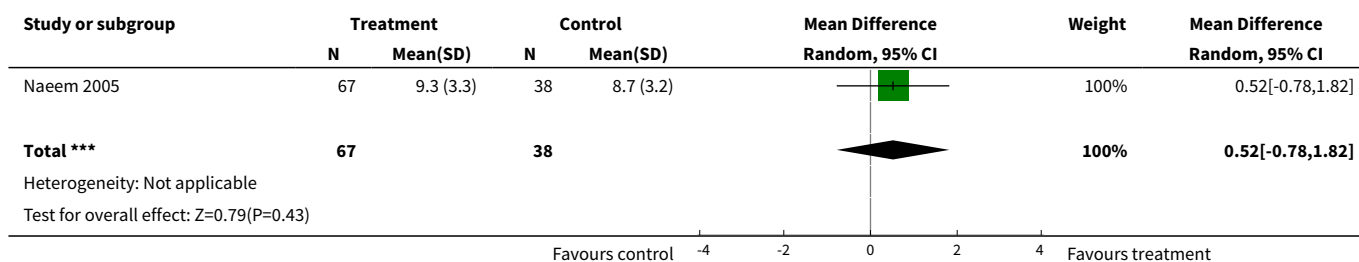 Study or subgroup Treatment Control Mean Difference Weight Mean Difference
N Mean(SD) N Mean(SD) Random, 95% CI Random, 95% CI
Naeem 2005 67 9.3 (3.3) 38 8.7 (3.2) 100% 0.52[-0.78,1.82]
Total *** 67 38 100% 0.52[-0.78,1.82]
Heterogeneity: Not applicable
Test for overall effect: Z=0.79(P=0.43)
Favours control -4 -2 0 2 4 Favours treatment